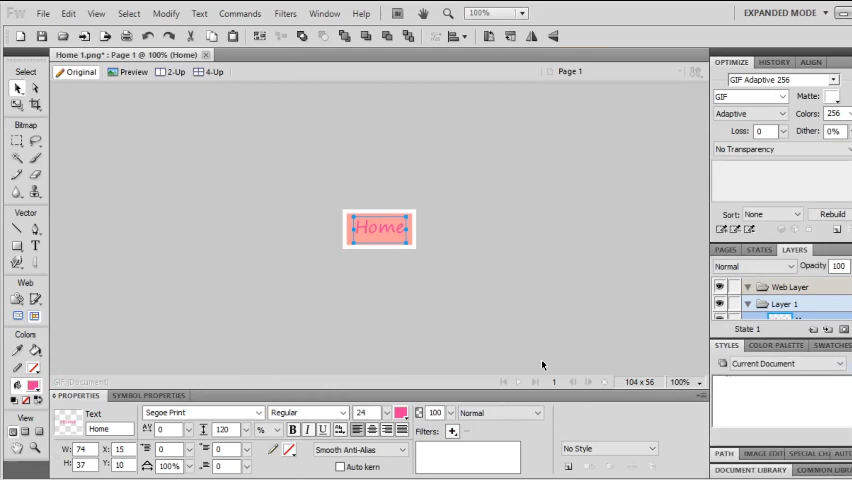 Fw File Edit View Select Modify Text Commands Filters Window Help 100% EXPANDED MODE
Home 1.png* : Page 1 @ 100% (Home)
Original Preview 2-Up 4-Up Page 1
Select
Bitmap
Vector
Web
Colors
View
Home
OPTIMIZE HISTORY ALIGN
GIF Adaptive 256
GIF Matte:
Adaptive Colors: 256
Loss: 0 Dither: 0%
No Transparency
Sort: None Rebuild
PAGES STATES LAYERS
Normal Opacity 100
Web Layer
Layer 1
State 1
STYLES COLOR PALETTE SWATCHES
Current Document
PATH IMAGE EDIT SPECIAL CH AUTO
DOCUMENT LIBRARY COMMON LIBRA
GIF (Document) 1 104 x 56 100%
PROPERTIES SYMBOL PROPERTIES
Text
Home
Segoe Print Regular 24 100 Normal
0 120 % B I U Filters:
W: 74 X: 15 0 0 Smooth Anti-Alias No Style
H: 37 Y: 10 100% 0 Auto kern